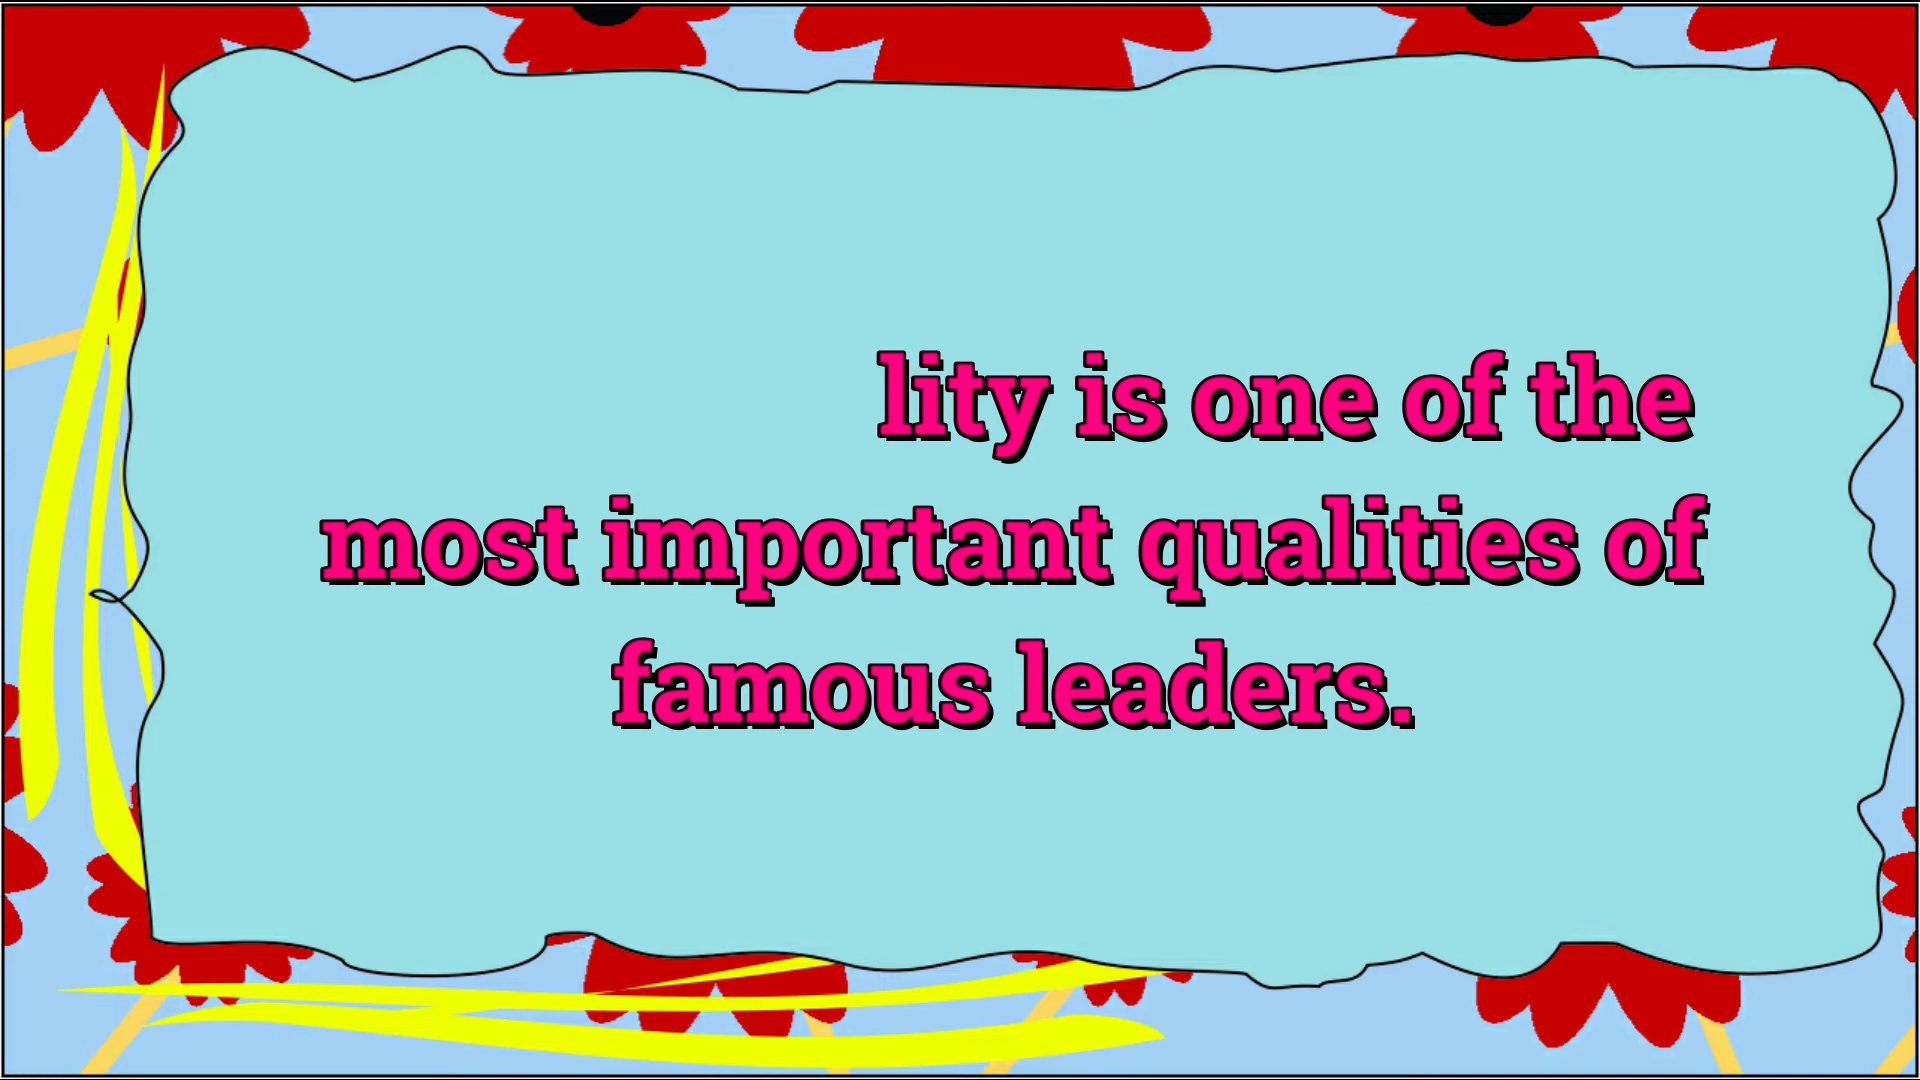 lity is one of the
most important qualities of
famous leaders.